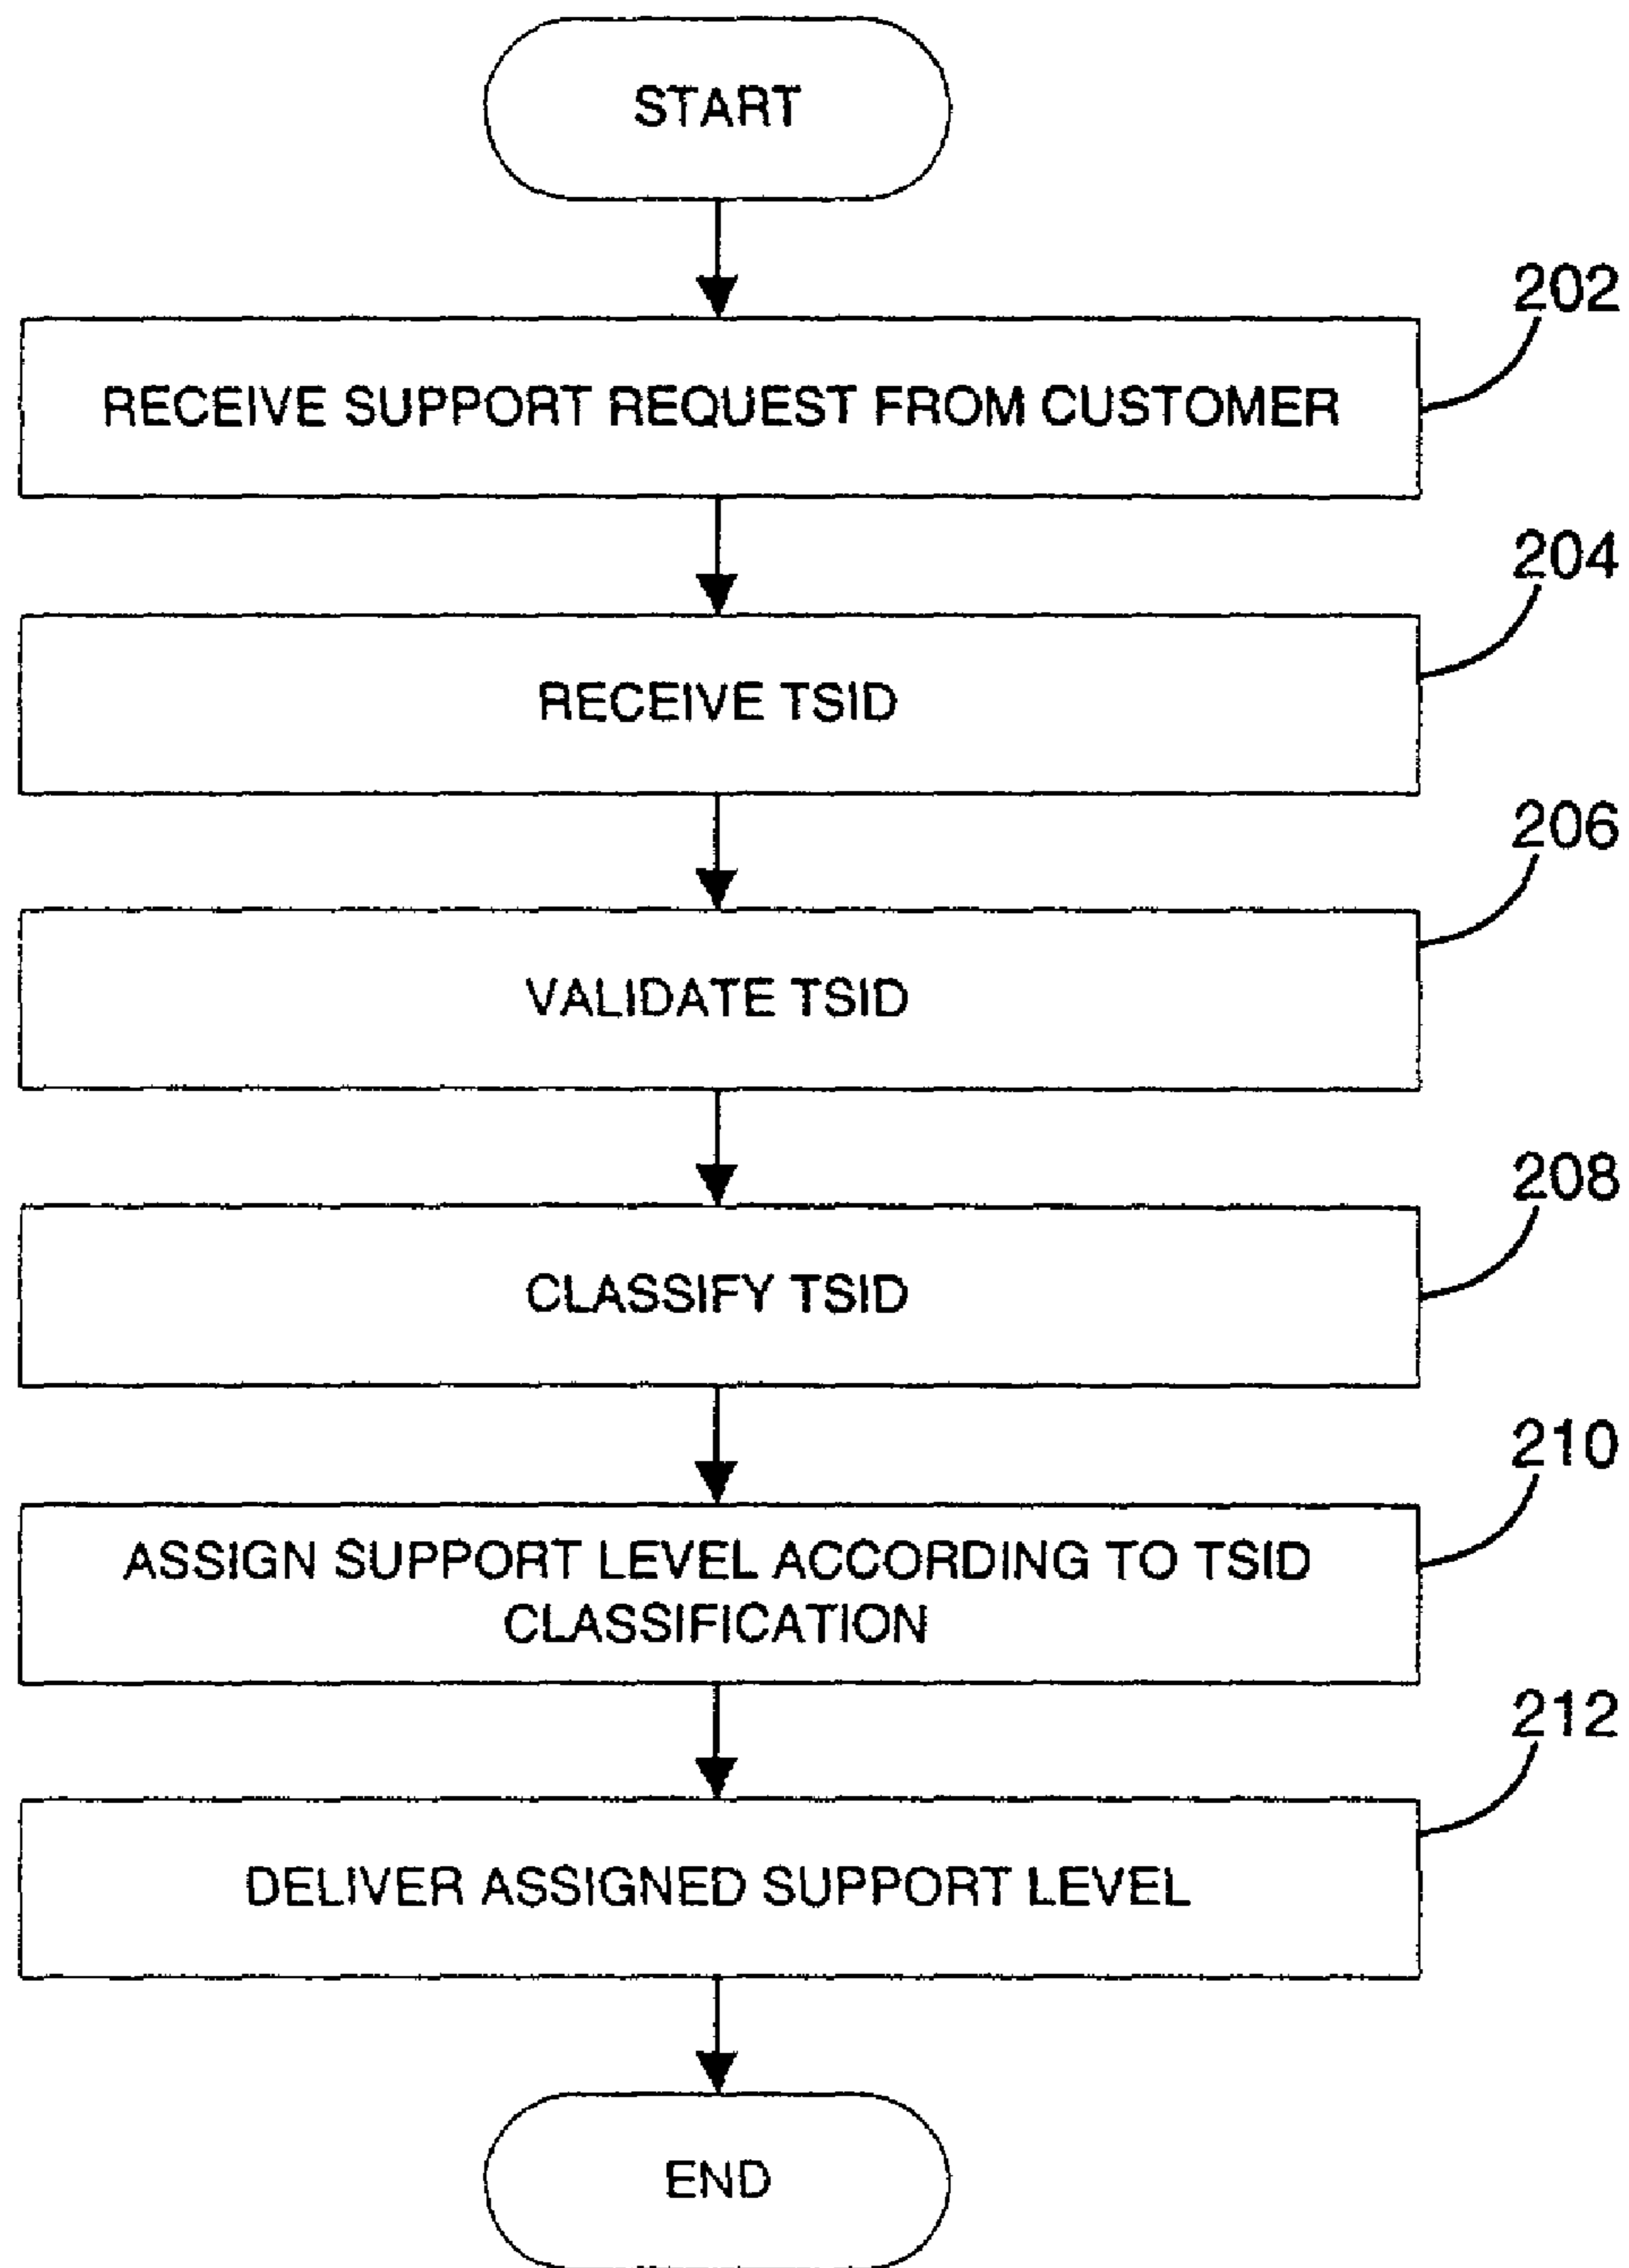 START
202
RECEIVE SUPPORT REQUEST FROM CUSTOMER
204
RECEIVE TSID
206
VALIDATE TSID
208
CLASSIFY TSID
210
ASSIGN SUPPORT LEVEL ACCORDING TO TSID
CLASSIFICATION
212
DELIVER ASSIGNED SUPPORT LEVEL
END